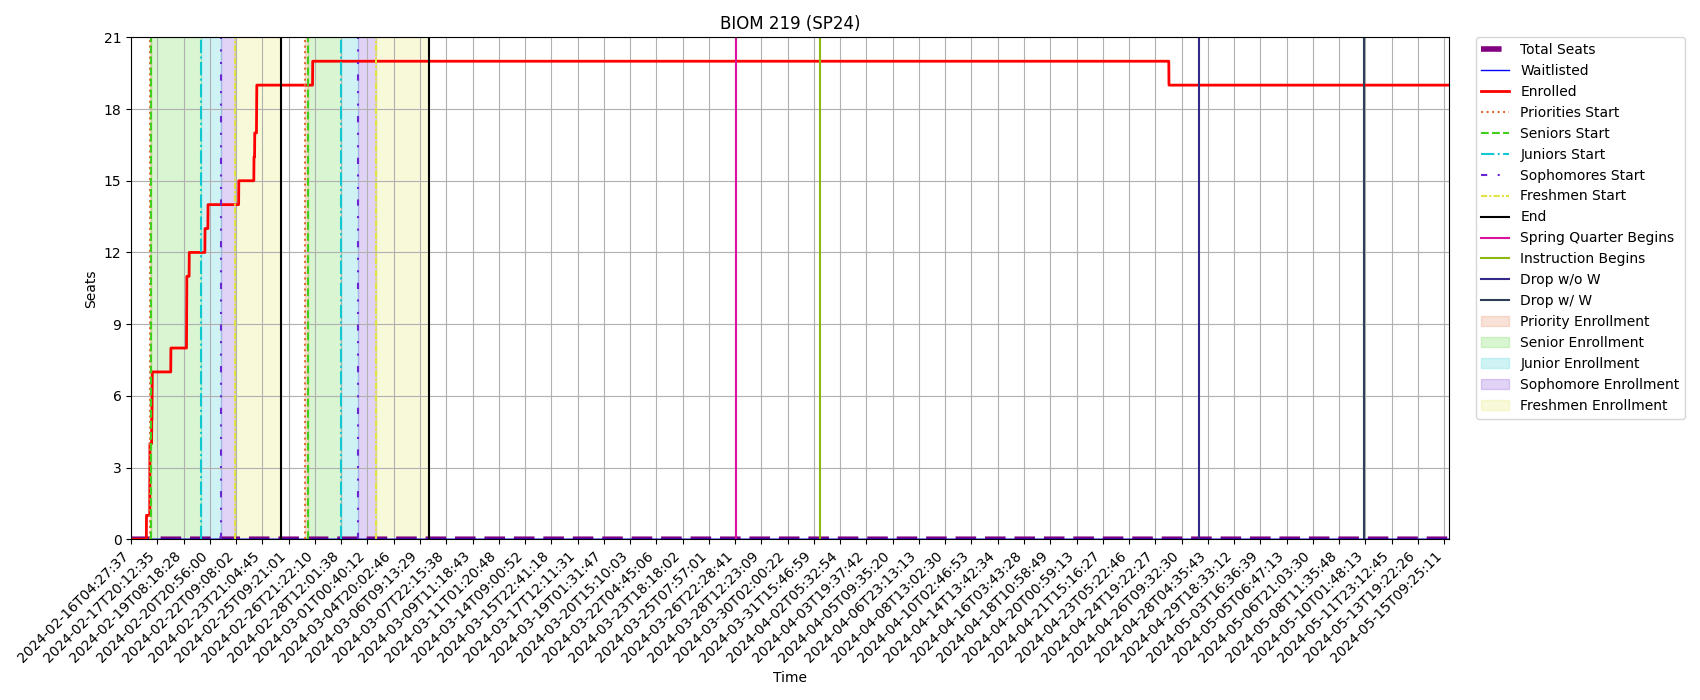 BIOM 219 (SP24)
21
18
15
12
9
6
3
0
Seats
2024-02-16T04:27:37
2024-02-17T20:12:35
2024-02-19T08:18:28
2024-02-20T20:56:00
2024-02-22T09:08:02
2024-02-23T21:04:45
2024-02-25T09:21:01
2024-02-26T21:22:10
2024-02-28T12:01:38
2024-03-01T00:40:12
2024-03-04T20:02:46
2024-03-06T09:13:29
2024-03-07T22:15:38
2024-03-11T01:18:43
2024-03-12T11:20:48
2024-03-14T09:00:52
2024-03-15T22:41:18
2024-03-17T12:11:31
2024-03-19T01:31:47
2024-03-20T15:10:03
2024-03-22T04:45:06
2024-03-23T18:18:02
2024-03-25T07:57:01
2024-03-26T22:28:41
2024-03-28T12:23:09
2024-03-30T02:00:22
2024-03-31T15:46:59
2024-04-02T05:32:54
2024-04-03T19:37:42
2024-04-05T09:35:20
2024-04-06T23:13:13
2024-04-08T13:02:30
2024-04-10T02:46:53
2024-04-14T13:42:34
2024-04-16T03:43:28
2024-04-18T10:58:49
2024-04-20T00:59:13
2024-04-21T15:16:27
2024-04-23T05:22:46
2024-04-24T19:22:27
2024-04-26T09:32:30
2024-04-28T04:35:43
2024-04-29T18:33:12
2024-05-03T16:36:39
2024-05-05T06:47:13
2024-05-06T21:03:30
2024-05-08T11:35:48
2024-05-10T01:48:13
2024-05-11T23:12:45
2024-05-13T19:22:26
2024-05-15T09:25:11
Time
Total Seats
Waitlisted
Enrolled
Priorities Start
Seniors Start
Juniors Start
Sophomores Start
Freshmen Start
End
Spring Quarter Begins
Instruction Begins
Drop w/o W
Drop w/ W
Priority Enrollment
Senior Enrollment
Junior Enrollment
Sophomore Enrollment
Freshmen Enrollment